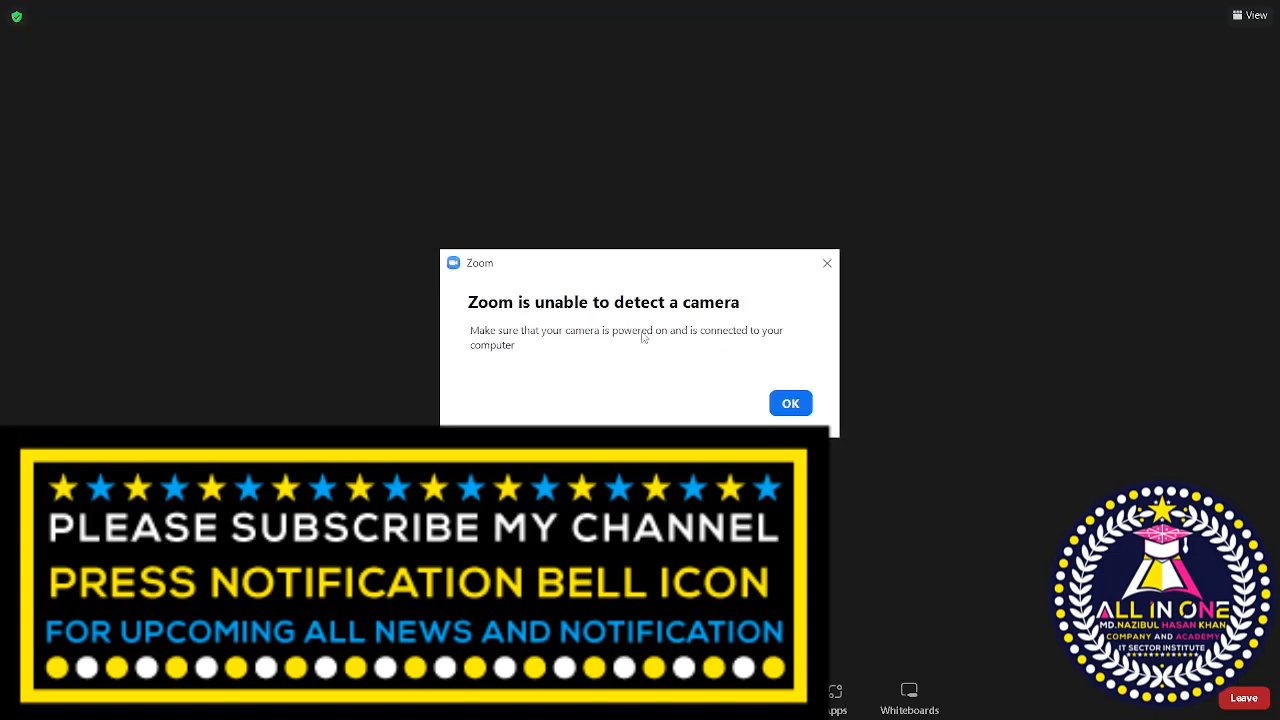 View
Zoom
Zoom is unable to detect a camera
Make sure that your camera is powered on and is connected to your
computer
OK
PLEASE SUBSCRIBE MY CHANNEL
PRESS NOTIFICATION BELL ICON
FOR UPCOMING ALL NEWS AND NOTIFICATION
ALL IN ONE
MD.NAZIBUL HASAN KHAN
COMPANY AND ACADEMY
IT SECTOR INSTITUTE
pps
Whiteboards
Leave